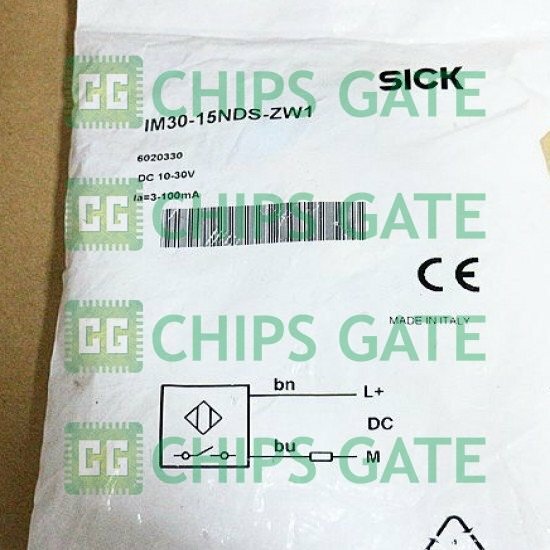 SICK
CHIPS GATE
IM30-15NDS-ZW1
6020330
DC 10-30V
Ia=3-100mA
CHIPS GATE
CE
MADE IN ITALY
CHIPS GATE
bn
L+
DC
bu
M
CHIPS GATE